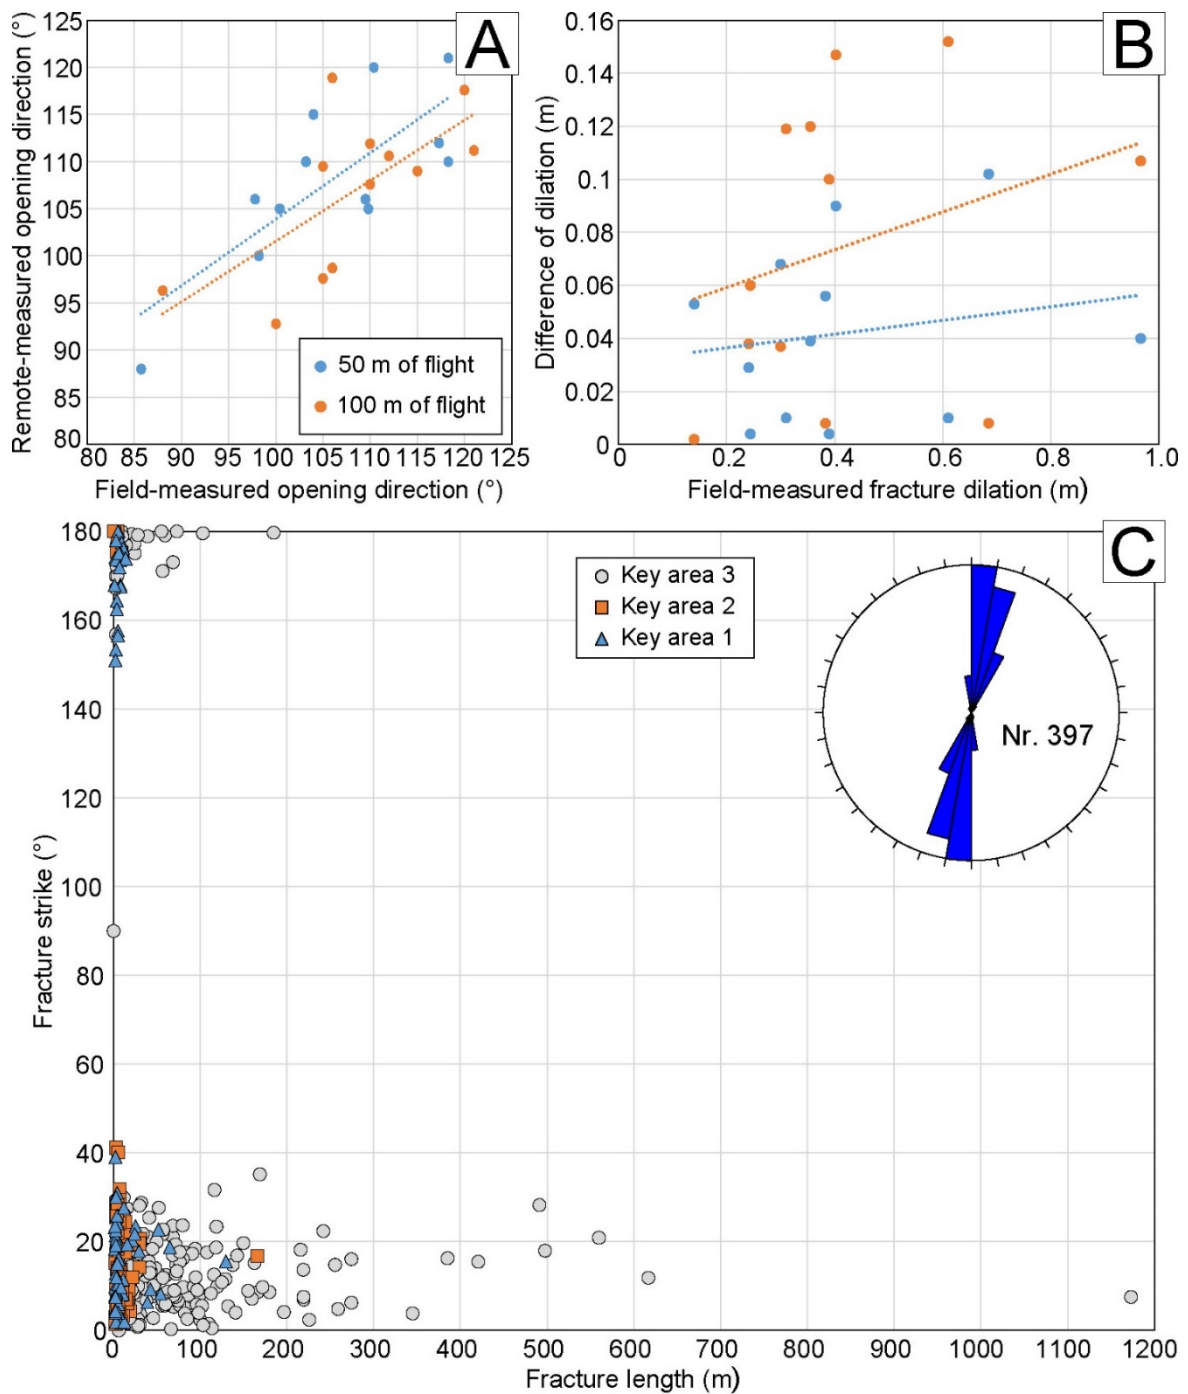 A
Remote-measured opening direction (°)
125
120
115
110
105
100
95
90
85
80
50 m of flight
100 m of flight
80 85 90 95 100 105 110 115 120 125
Field-measured opening direction (°)
B
Difference of dilation (m)
0.16
0.14
0.12
0.1
0.08
0.06
0.04
0.02
0
0 0.2 0.4 0.6 0.8 1.0
Field-measured fracture dilation (m)
C
Fracture strike (°)
180
160
140
120
100
80
60
40
20
0
Key area 3
Key area 2
Key area 1
Nr. 397
0 100 200 300 400 500 600 700 800 900 1000 1100 1200
Fracture length (m)